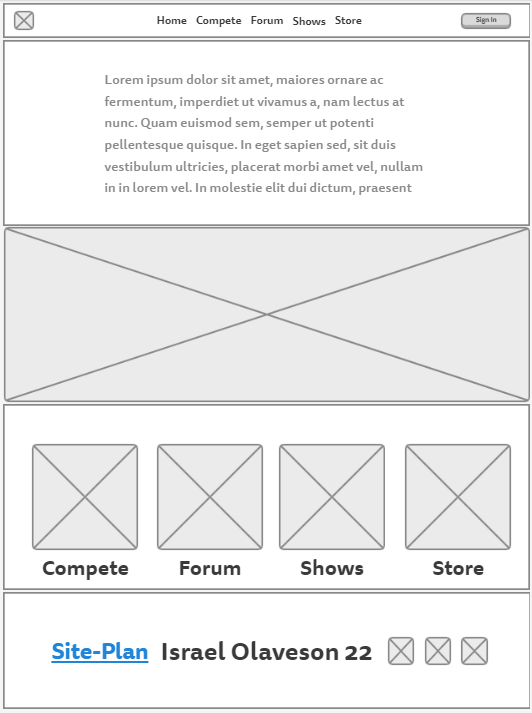 Home Compete Forum Shows Store Sign In
Lorem ipsum dolor sit amet, maiores ornare ac
fermentum, imperdiet ut vivamus a, nam lectus at
nunc. Quam euismod sem, semper ut potenti
pellentesque quisque. In eget sapien sed, sit duis
vestibulum ultricies, placerat morbi amet vel, nullam
in in lorem vel. In molestie elit dui dictum, praesent
Compete Forum Shows Store
Site-Plan Israel Olaveson 22